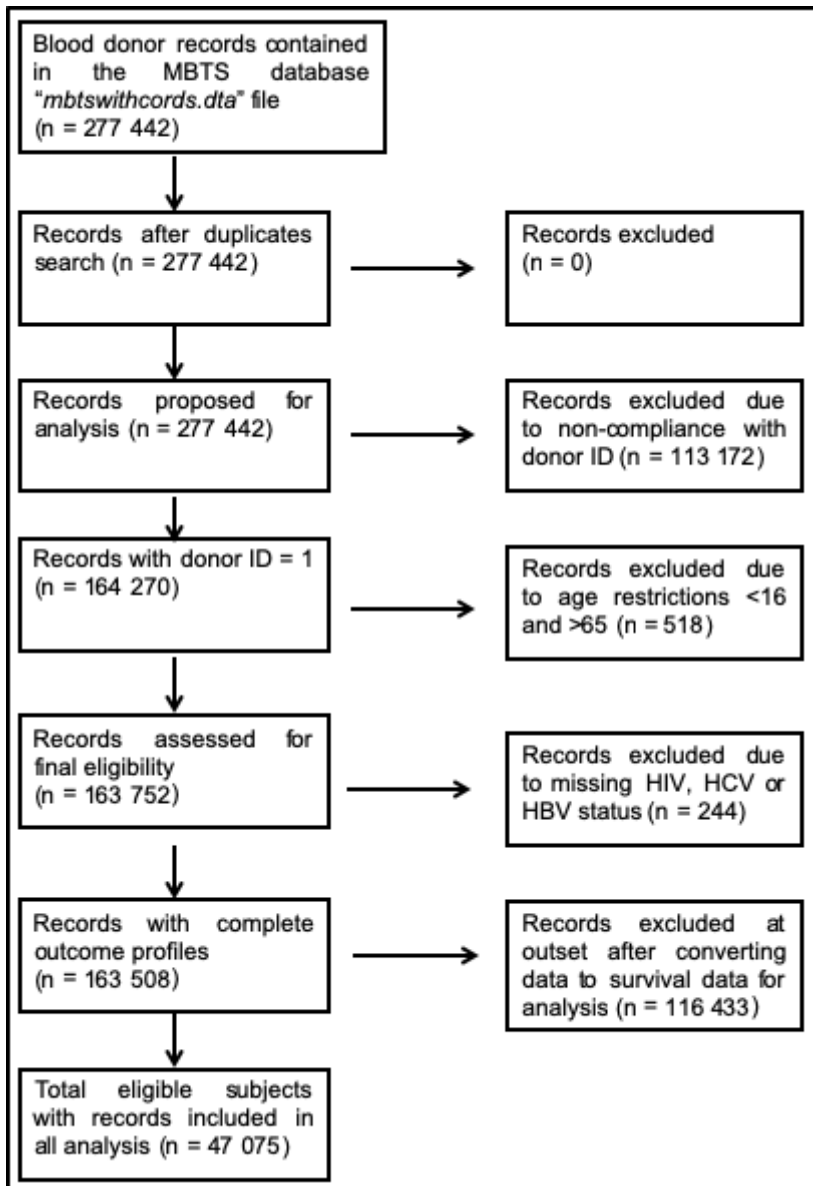 Blood donor records contained
in the MBTS database
“mbtswithcords.dta” file
(n = 277 442)
Records after duplicates
search (n = 277 442)
Records excluded
(n = 0)
Records proposed for
analysis (n = 277 442)
Records excluded due
to non-compliance with
donor ID (n = 113 172)
Records with donor ID = 1
(n = 164 270)
Records excluded due
to age restrictions <16
and >65 (n = 518)
Records assessed for
final eligibility
(n = 163 752)
Records excluded due
to missing HIV, HCV or
HBV status (n = 244)
Records with complete
outcome profiles
(n = 163 508)
Records excluded at
outset after converting
data to survival data for
analysis (n = 116 433)
Total eligible subjects
with records included in
all analysis (n = 47 075)